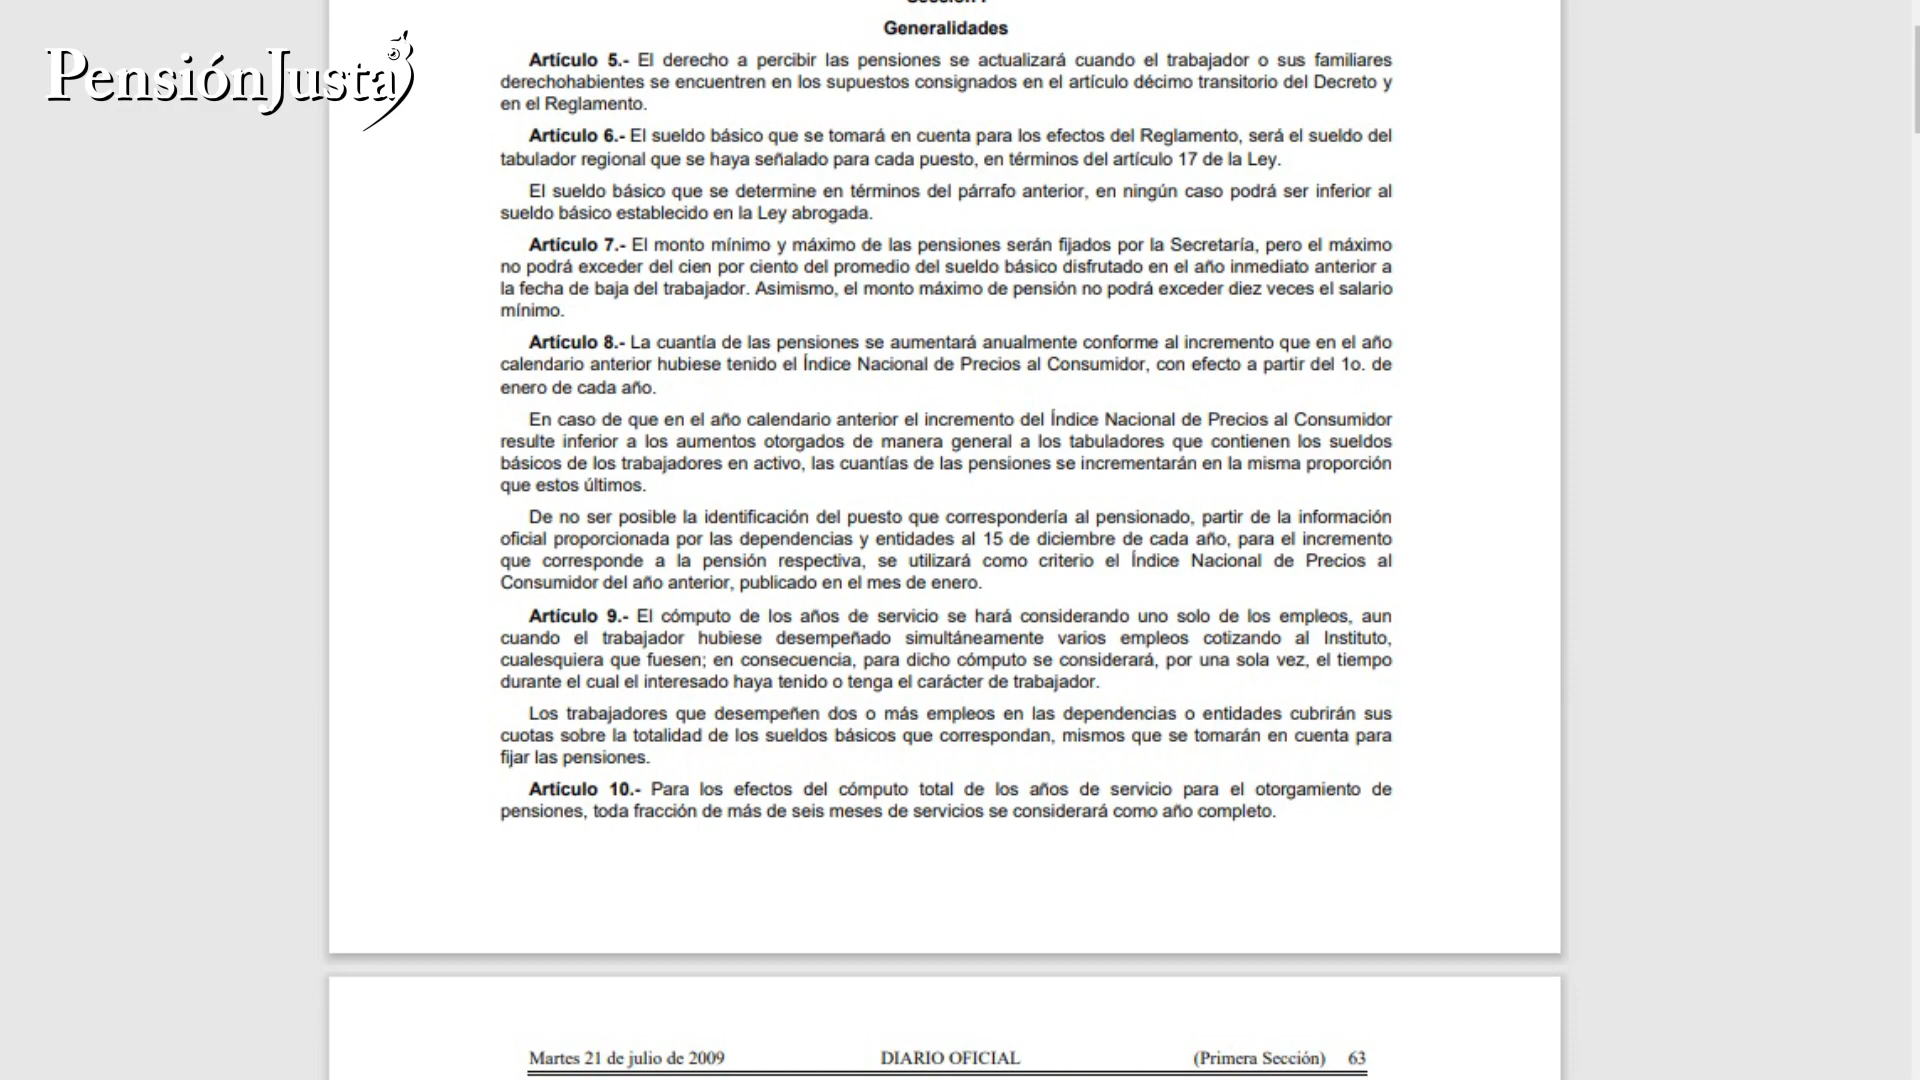 Sección I
Generalidades
PensiónJusta
Artículo 5.- El derecho a percibir las pensiones se actualizará cuando el trabajador o sus familiares
derechohabientes se encuentren en los supuestos consignados en el artículo décimo transitorio del Decreto y
en el Reglamento.
Artículo 6.- El sueldo básico que se tomará en cuenta para los efectos del Reglamento, será el sueldo del
tabulador regional que se haya señalado para cada puesto, en términos del artículo 17 de la Ley.
El sueldo básico que se determine en términos del párrafo anterior, en ningún caso podrá ser inferior al
sueldo básico establecido en la Ley abrogada.
Artículo 7.- El monto mínimo y máximo de las pensiones serán fijados por la Secretaría, pero el máximo
no podrá exceder del cien por ciento del promedio del sueldo básico disfrutado en el año inmediato anterior a
la fecha de baja del trabajador. Asimismo, el monto máximo de pensión no podrá exceder diez veces el salario
mínimo.
Artículo 8.- La cuantía de las pensiones se aumentará anualmente conforme al incremento que en el año
calendario anterior hubiese tenido el Índice Nacional de Precios al Consumidor, con efecto a partir del 1o. de
enero de cada año.
En caso de que en el año calendario anterior el incremento del Índice Nacional de Precios al Consumidor
resulte inferior a los aumentos otorgados de manera general a los tabuladores que contienen los sueldos
básicos de los trabajadores en activo, las cuantías de las pensiones se incrementarán en la misma proporción
que estos últimos.
De no ser posible la identificación del puesto que correspondería al pensionado, partir de la información
oficial proporcionada por las dependencias y entidades al 15 de diciembre de cada año, para el incremento
que corresponde a la pensión respectiva, se utilizará como criterio el Índice Nacional de Precios al
Consumidor del año anterior, publicado en el mes de enero.
Artículo 9.- El cómputo de los años de servicio se hará considerando uno solo de los empleos, aun
cuando el trabajador hubiese desempeñado simultáneamente varios empleos cotizando al Instituto,
cualesquiera que fuesen; en consecuencia, para dicho cómputo se considerará, por una sola vez, el tiempo
durante el cual el interesado haya tenido o tenga el carácter de trabajador.
Los trabajadores que desempeñen dos o más empleos en las dependencias o entidades cubrirán sus
cuotas sobre la totalidad de los sueldos básicos que correspondan, mismos que se tomarán en cuenta para
fijar las pensiones.
Artículo 10.- Para los efectos del cómputo total de los años de servicio para el otorgamiento de
pensiones, toda fracción de más de seis meses de servicios se considerará como año completo.
Martes 21 de julio de 2009 DIARIO OFICIAL (Primera Sección) 63